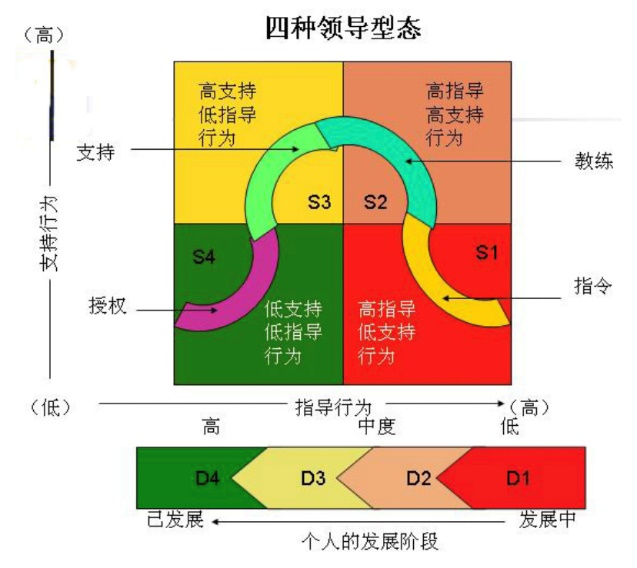 四种领导型态
（高）
高支持
低指导
行为
高指导
高支持
行为
支持
教练
S3
S2
支持行为
S4
S1
授权
指令
低支持
低指导
行为
高指导
低支持
行为
（低）
指导行为
（高）
高
中度
低
D4
D3
D2
D1
已发展
发展中
个人的发展阶段